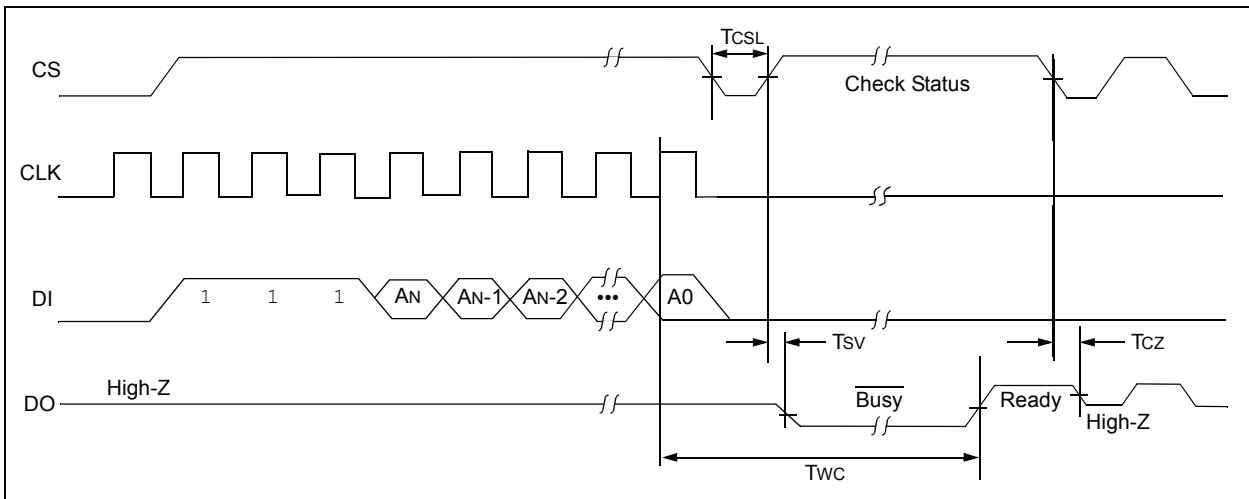 TCSL
CS
Check Status
CLK
DI
1 1 1 AN AN-1 AN-2 ••• A0
TSV
TCZ
High-Z
DO
Busy
Ready
High-Z
TWC